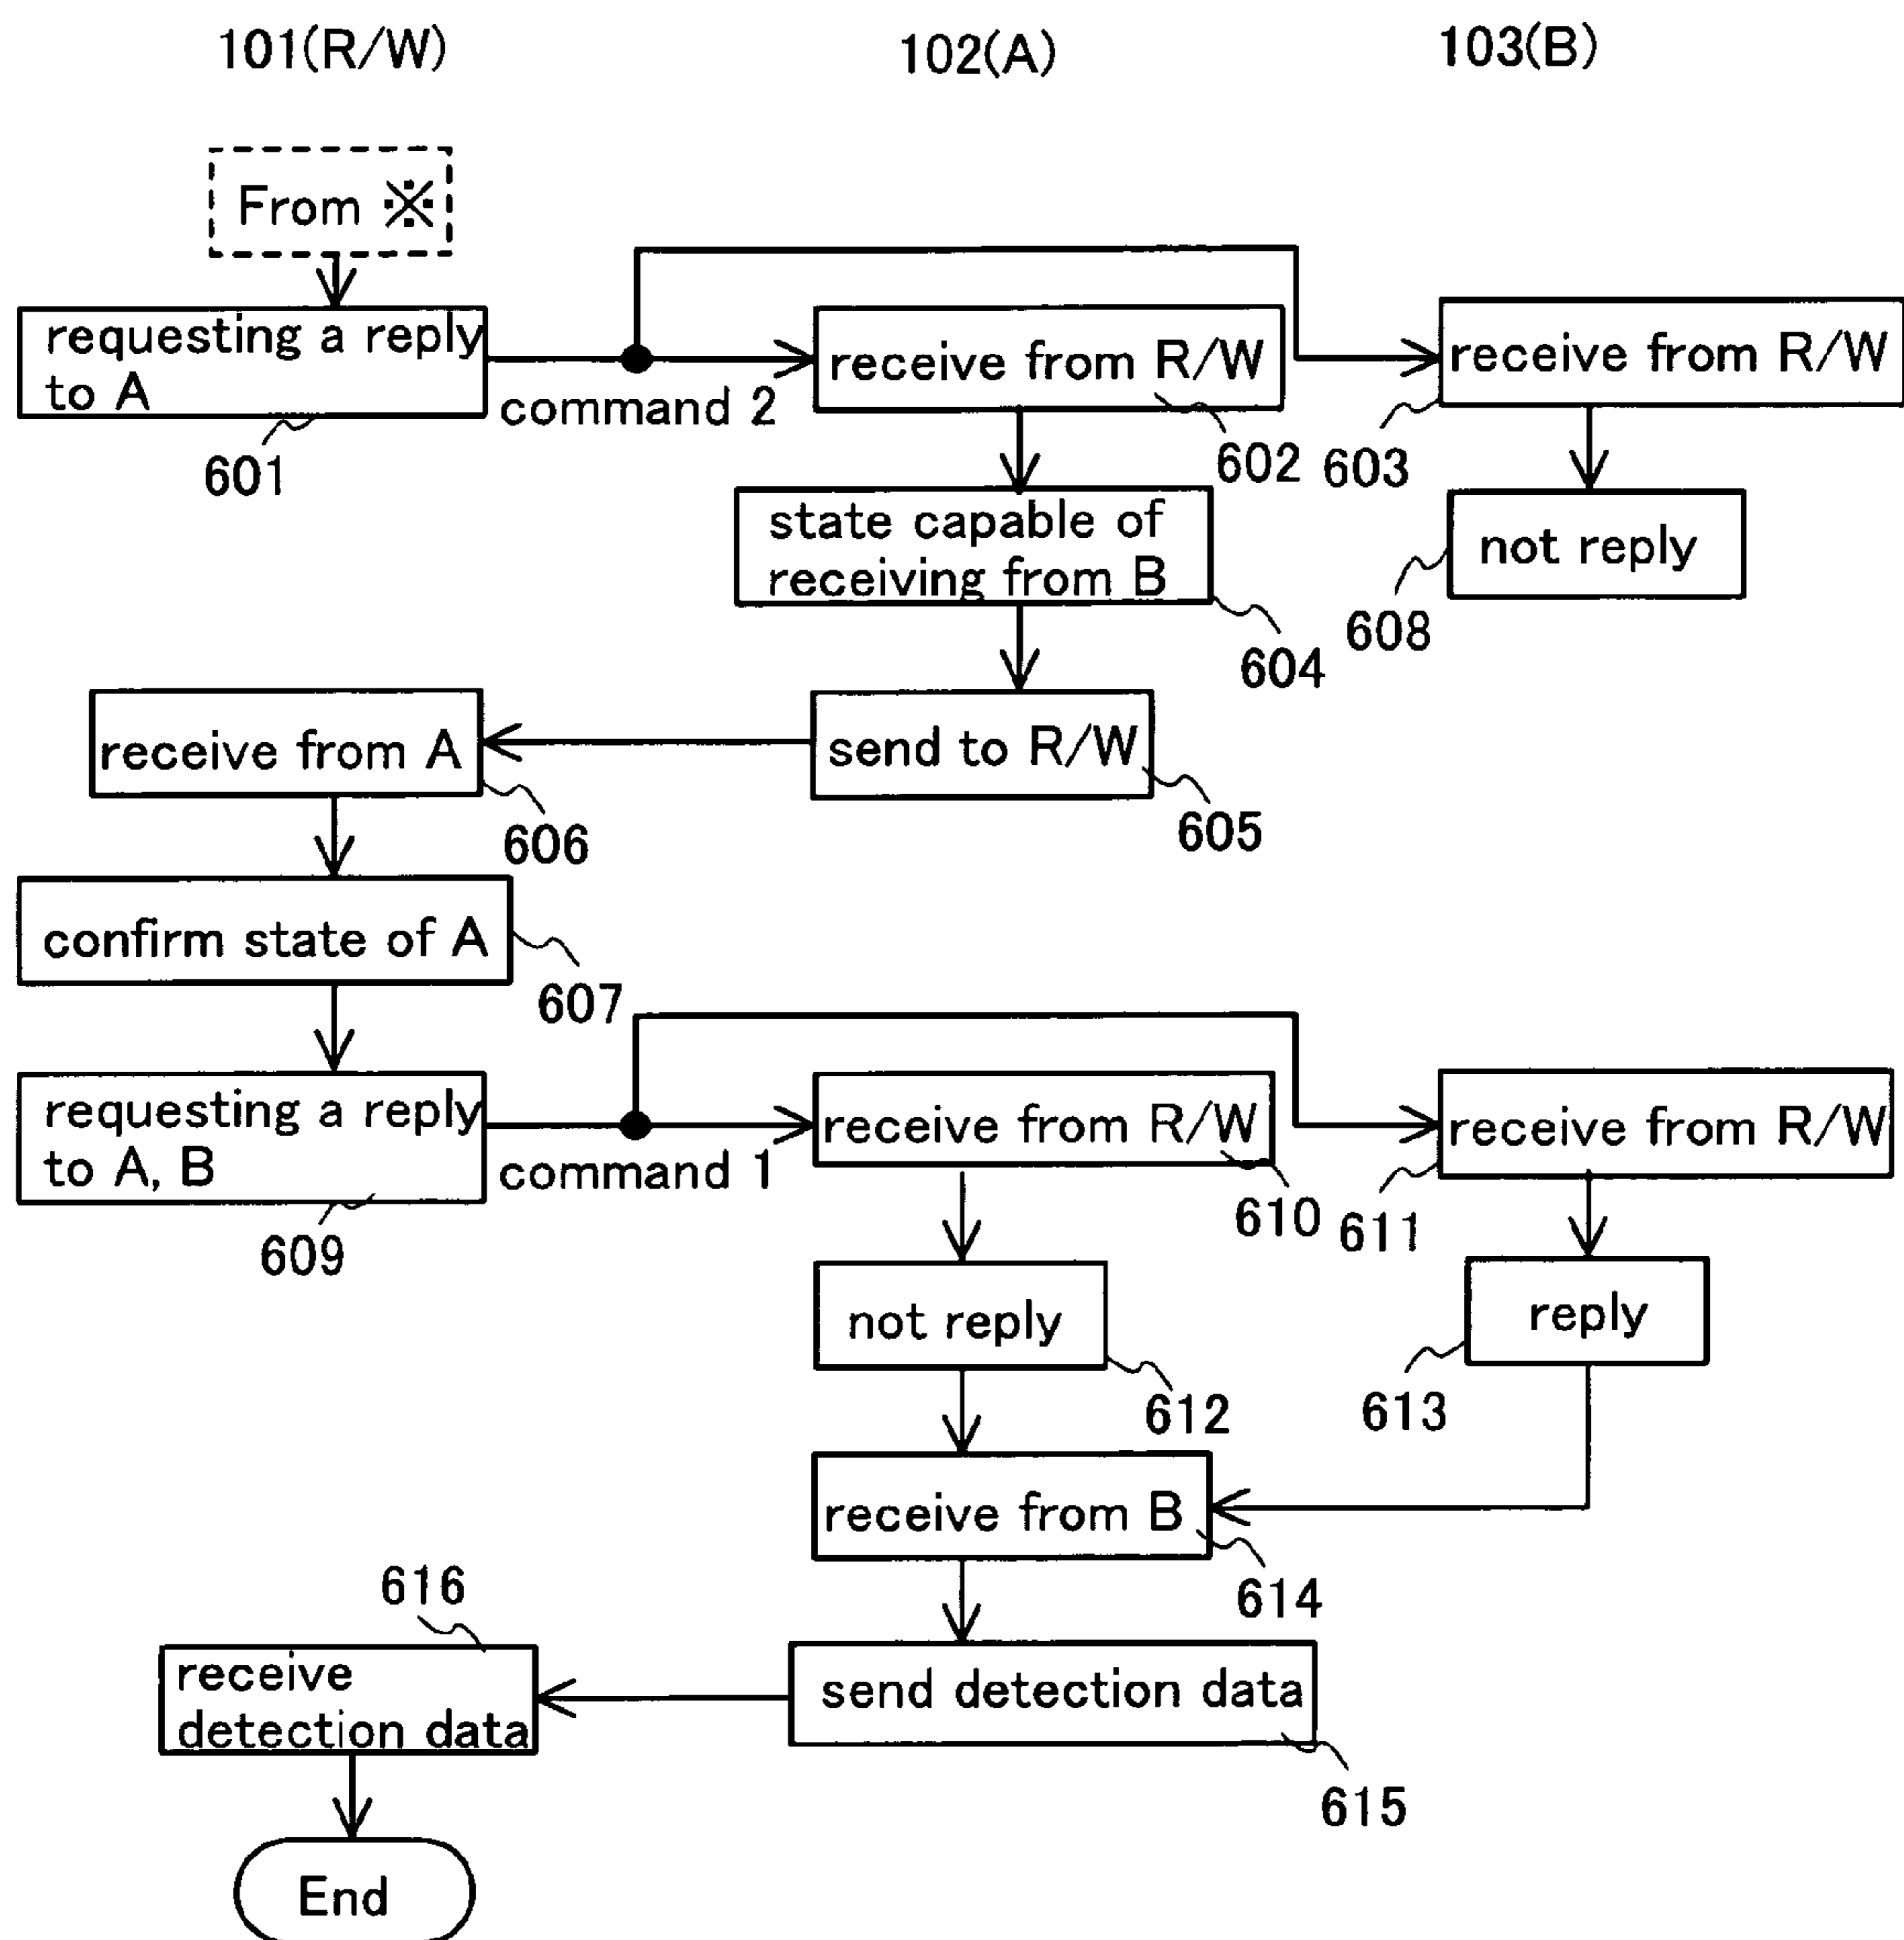 101(R/W)
102(A)
103(B)
From ※
requesting a reply
to A
601
command 2
receive from R/W
602
receive from R/W
603
state capable of
receiving from B
604
not reply
608
receive from A
606
send to R/W
605
confirm state of A
607
requesting a reply
to A, B
609
command 1
receive from R/W
610
receive from R/W
611
not reply
612
reply
613
receive from B
614
616
receive
detection data
send detection data
615
End